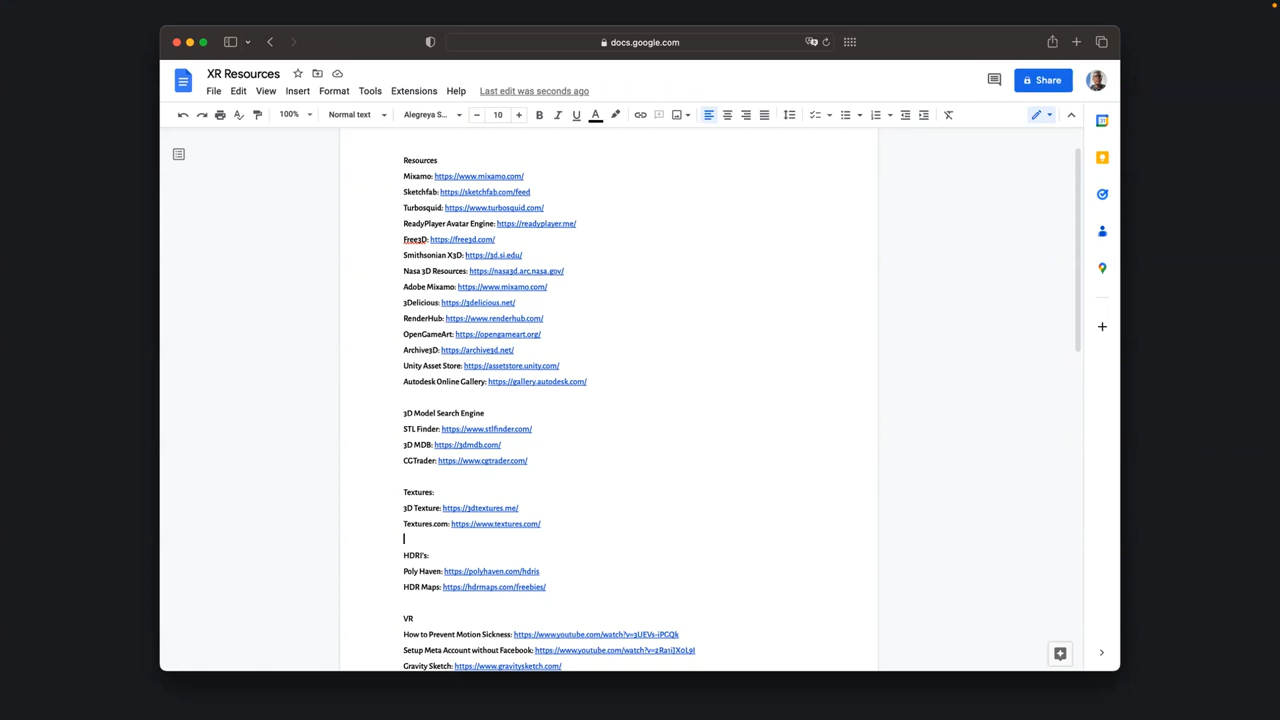 docs.google.com
XR Resources
File Edit View Insert Format Tools Extensions Help Last edit was seconds ago
Share
100% Normal text Alegreya S... 10 B I U A
Resources
Mixamo: https://www.mixamo.com/
Sketchfab: https://sketchfab.com/feed
Turbosquid: https://www.turbosquid.com/
ReadyPlayer Avatar Engine: https://readyplayer.me/
Free3D: https://free3d.com/
Smithsonian X3D: https://3d.si.edu/
Nasa 3D Resources: https://nasa3d.arc.nasa.gov/
Adobe Mixamo: https://www.mixamo.com/
3Delicious: https://3delicious.net/
RenderHub: https://www.renderhub.com/
OpenGameArt: https://opengameart.org/
Archive3D: https://archive3d.net/
Unity Asset Store: https://assetstore.unity.com/
Autodesk Online Gallery: https://gallery.autodesk.com/
3D Model Search Engine
STL Finder: https://www.stlfinder.com/
3D MDB: https://3dmdb.com/
CGTrader: https://www.cgtrader.com/
Textures:
3D Texture: https://3dtextures.me/
Textures.com: https://www.textures.com/
HDRI's:
Poly Haven: https://polyhaven.com/hdris
HDR Maps: https://hdrmaps.com/freebies/
VR
How to Prevent Motion Sickness: https://www.youtube.com/watch?v=3UEVs-iPGQk
Setup Meta Account without Facebook:
Gravity Sketch: https://www.gravitysketch.com/